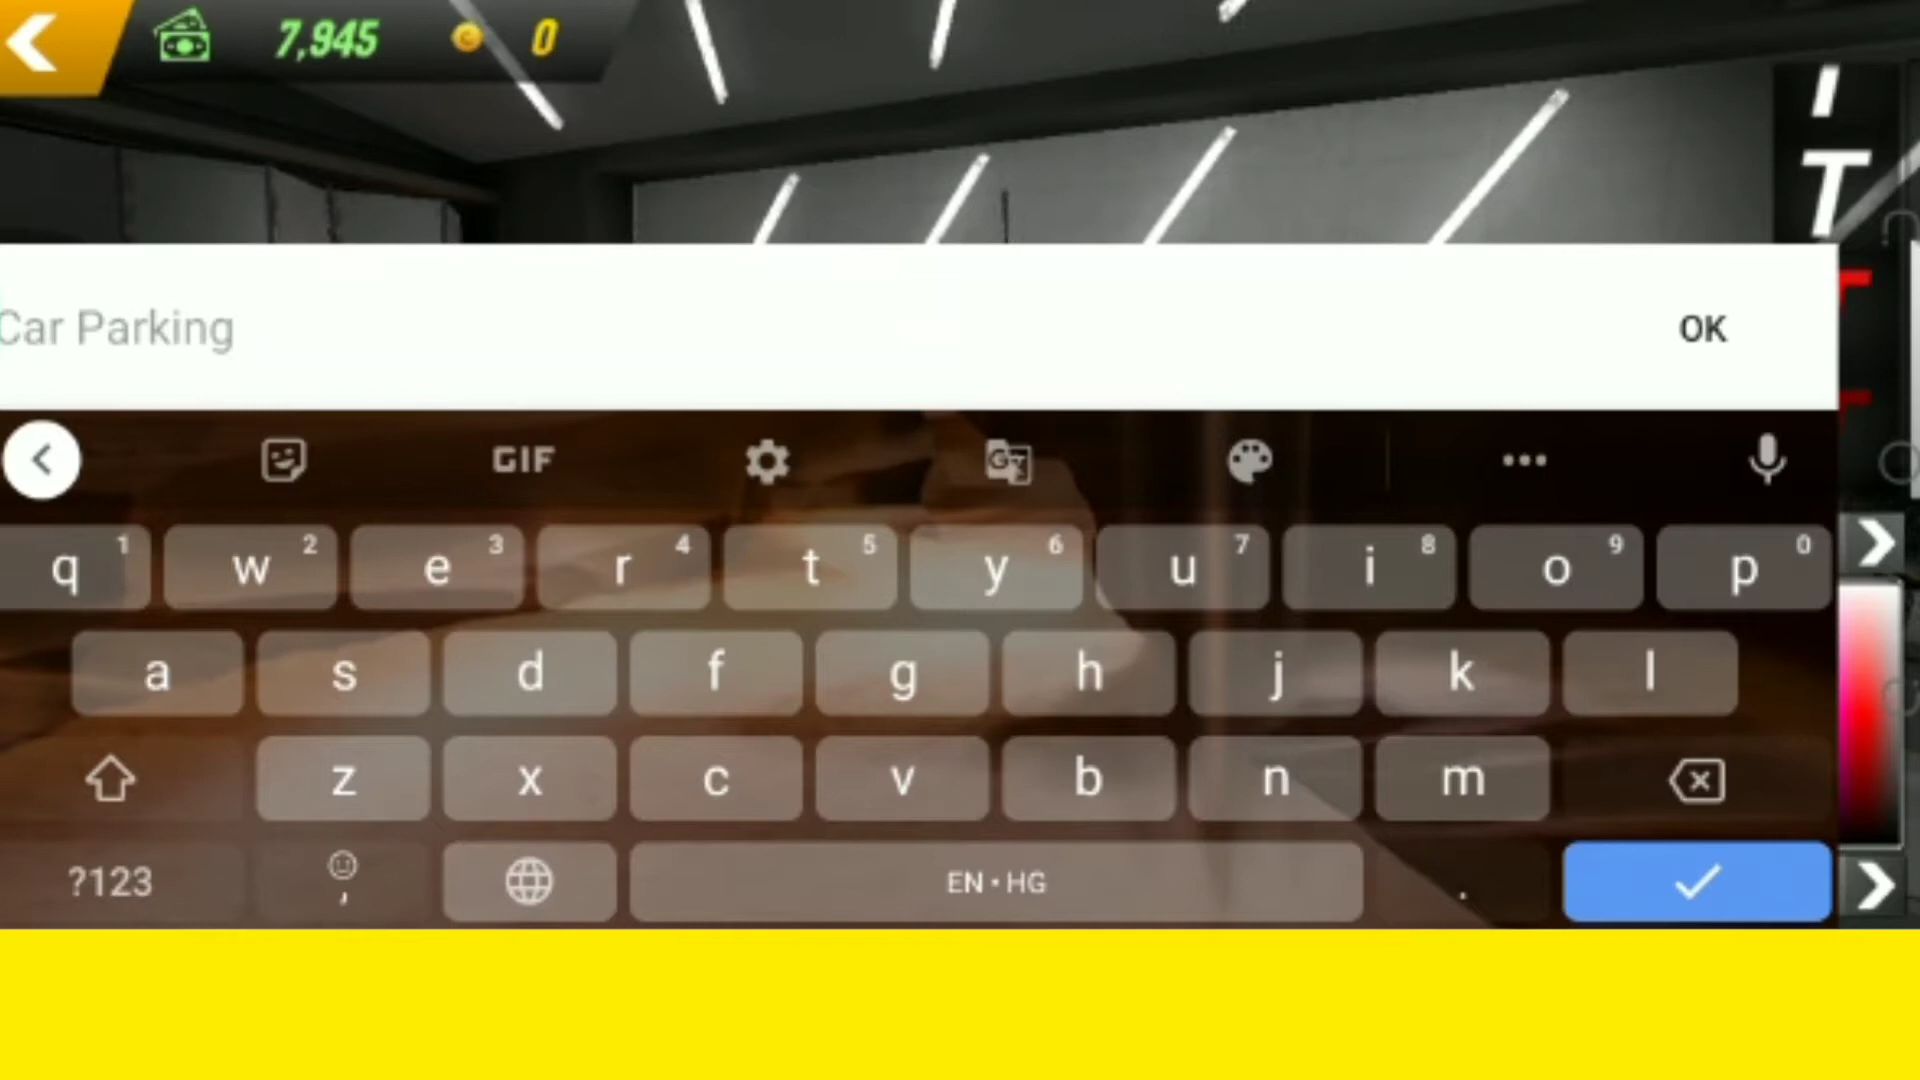 7,945 0
T
Car Parking OK
GIF
q 1 w 2 e 3 r 4 t 5 y 6 u 7 i 8 o 9 p 0
a s d f g h j k l
z x c v b n m
?123 , EN • HG .